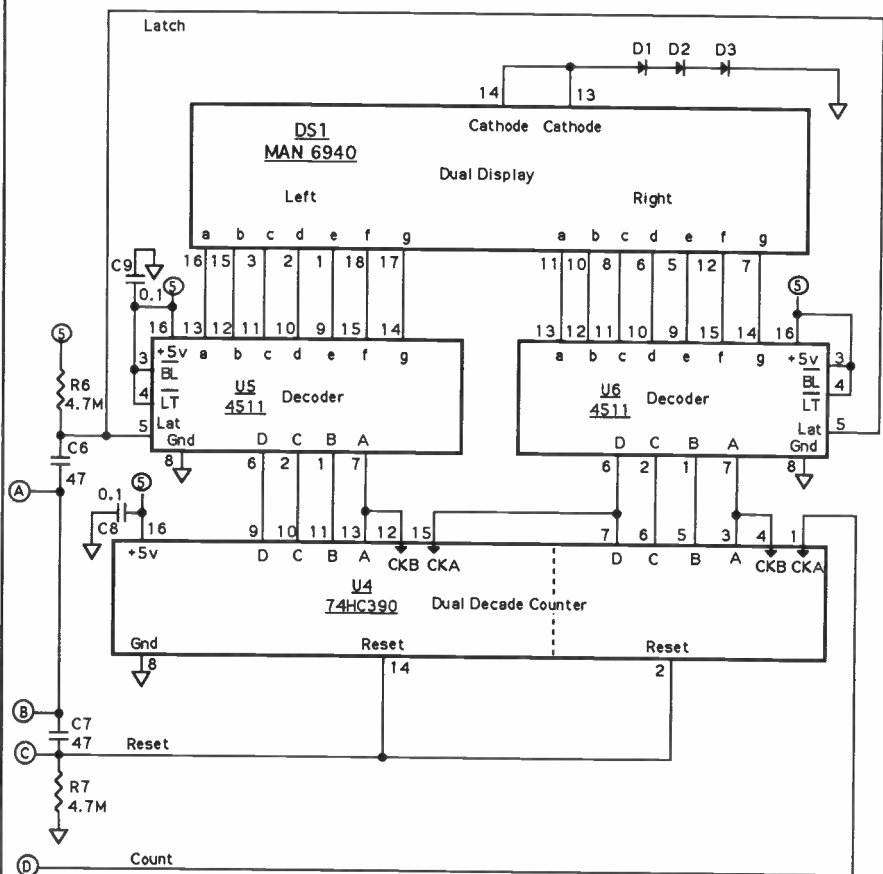 Latch
D1 D2 D3
14 13
Cathode Cathode
DS1
MAN 6940
Dual Display
Left Right
a b c d e f g a b c d e f g
16 15 3 2 1 18 17 11 10 8 6 5 12 7
C9
0.1
5 5
16 13 12 11 10 9 15 14 13 12 11 10 9 15 14 16
+5v a b c d e f g a b c d e f g +5v
5
3 BL BL 3
R6
4.7M
4 LT LT 4
U5
4511 Decoder
U6
4511 Decoder
5 Lat Lat 5
Gnd D C B A D C B A Gnd
8 6 2 1 7 6 2 1 7 8
C6
47
A
0.1 5
C8
16 9 10 11 13 12 15 7 6 5 3 4 1
+5v D C B A CKB CKA D C B A CKB CKA
U4
74HC390 Dual Decade Counter
Gnd Reset Reset
8 14 2
B
C7
47
C Reset
R7
4.7M
D Count